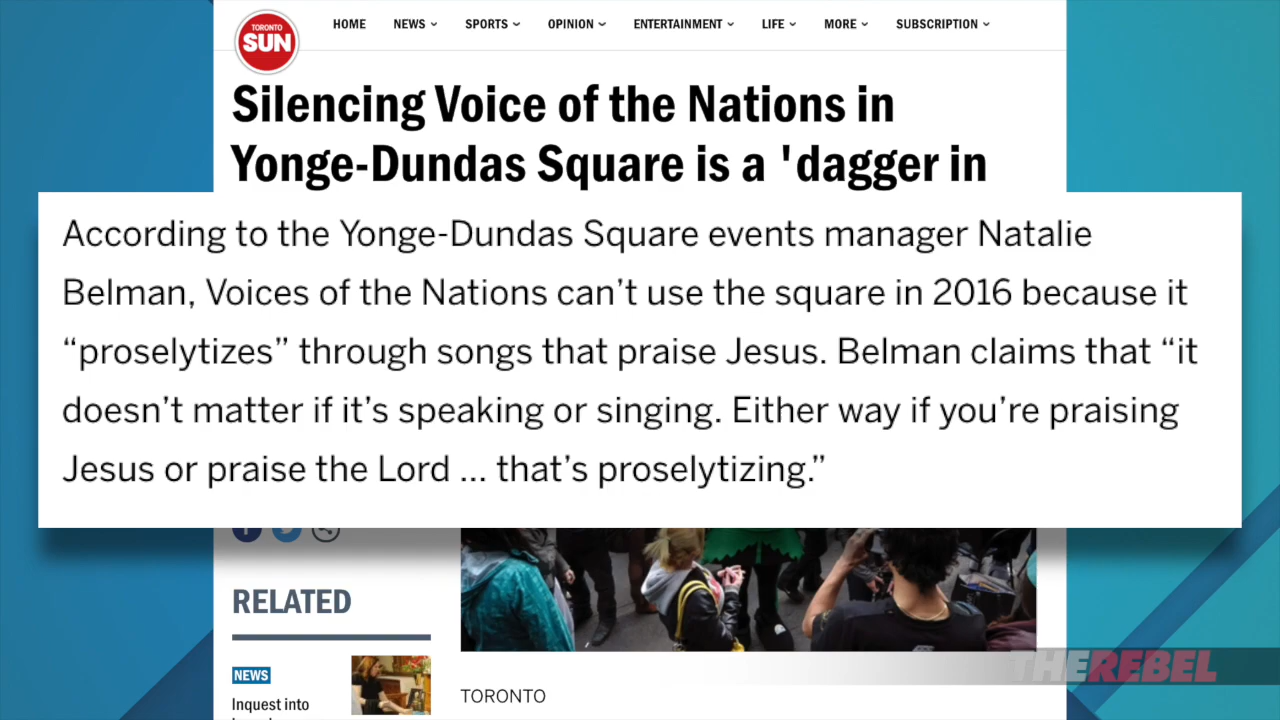 TORONTO
SUN
HOME NEWS SPORTS OPINION ENTERTAINMENT LIFE MORE SUBSCRIPTION
Silencing Voice of the Nations in
Yonge-Dundas Square is a 'dagger in
According to the Yonge-Dundas Square events manager Natalie
Belman, Voices of the Nations can’t use the square in 2016 because it
“proselytizes” through songs that praise Jesus. Belman claims that “it
doesn’t matter if it’s speaking or singing. Either way if you’re praising
Jesus or praise the Lord ... that’s proselytizing.”
RELATED
NEWS
Inquest into
THEREBEL
TORONTO